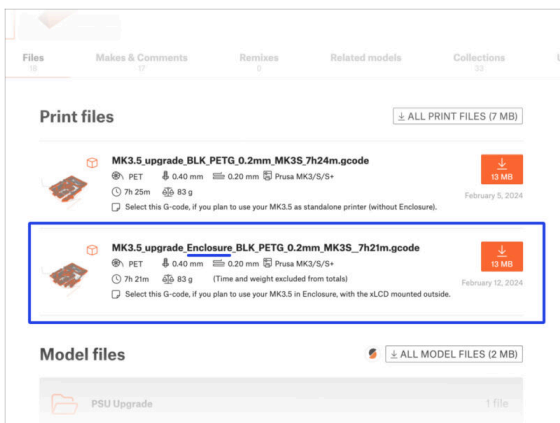 Files
Makes & Comments
Remixes
Related models
Collections
18
17
0
Print files
ALL PRINT FILES (7 MB)
MK3.5_upgrade_BLK_PETG_0.2mm_MK3S_7h24m.gcode
PET 0.40 mm 0.20 mm Prusa MK3/S/S+
7h 25m 83 g
Select this G-code, if you plan to use your MK3.5 as standalone printer (without Enclosure).
13 MB
February 5, 2024
MK3.5_upgrade_Enclosure_BLK_PETG_0.2mm_MK3S__7h21m.gcode
PET 0.40 mm 0.20 mm Prusa MK3/S/S+
7h 21m 83 g (Time and weight excluded from totals)
Select this G-code, if you plan to use your MK3.5 in Enclosure, with the xLCD mounted outside.
13 MB
February 12, 2024
Model files
ALL MODEL FILES (2 MB)
PSU Upgrade
1 file